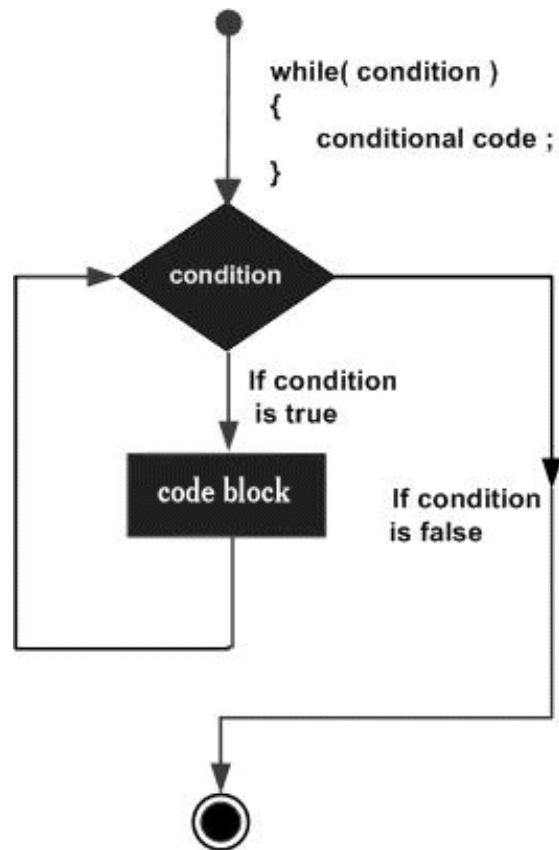 while( condition )
{
conditional code ;
}
condition
If condition
is true
code block
If condition
is false